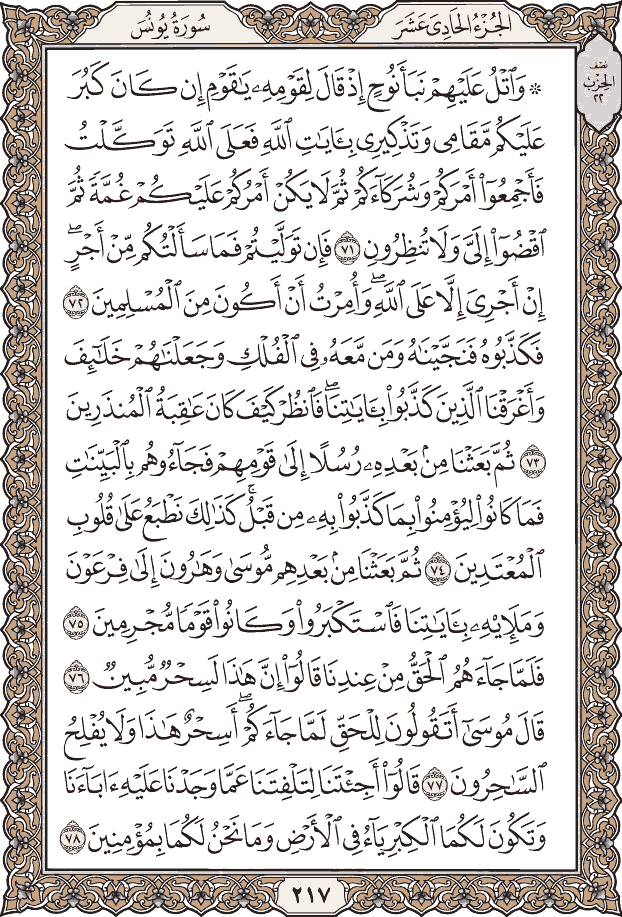 الجُزْءُ الحَادِى عَشَرَ
سُورَةُ يُونُسَ
نصف
الحزب
٢٢
۞ وَٱتْلُ عَلَيْهِمْ نَبَأَ نُوحٍ إِذْ قَالَ لِقَوْمِهِۦ يَٰقَوْمِ إِن كَانَ كَبُرَ
عَلَيْكُم مَّقَامِى وَتَذْكِيرِى بِـَٔايَٰتِ ٱللَّهِ فَعَلَى ٱللَّهِ تَوَكَّلْتُ
فَأَجْمِعُوٓا۟ أَمْرَكُمْ وَشُرَكَآءَكُمْ ثُمَّ لَا يَكُنْ أَمْرُكُمْ عَلَيْكُمْ غُمَّةً ثُمَّ
ٱقْضُوٓا۟ إِلَىَّ وَلَا تُنظِرُونِ ٧١ فَإِن تَوَلَّيْتُمْ فَمَا سَأَلْتُكُم مِّنْ أَجْرٍ ۖ
إِنْ أَجْرِىَ إِلَّا عَلَى ٱللَّهِ ۖ وَأُمِرْتُ أَنْ أَكُونَ مِنَ ٱلْمُسْلِمِينَ ٧٢
فَكَذَّبُوهُ فَنَجَّيْنَٰهُ وَمَن مَّعَهُۥ فِى ٱلْفُلْكِ وَجَعَلْنَٰهُمْ خَلَٰٓئِفَ
وَأَغْرَقْنَا ٱلَّذِينَ كَذَّبُوا۟ بِـَٔايَٰتِنَا ۖ فَٱنظُرْ كَيْفَ كَانَ عَٰقِبَةُ ٱلْمُنذَرِينَ
٧٣ ثُمَّ بَعَثْنَا مِنۢ بَعْدِهِۦ رُسُلًا إِلَىٰ قَوْمِهِمْ فَجَآءُوهُم بِٱلْبَيِّنَٰتِ
فَمَا كَانُوا۟ لِيُؤْمِنُوا۟ بِمَا كَذَّبُوا۟ بِهِۦ مِن قَبْلُ ۚ كَذَٰلِكَ نَطْبَعُ عَلَىٰ قُلُوبِ
ٱلْمُعْتَدِينَ ٧٤ ثُمَّ بَعَثْنَا مِنۢ بَعْدِهِم مُّوسَىٰ وَهَٰرُونَ إِلَىٰ فِرْعَوْنَ
وَمَلَإِي۟هِۦ بِـَٔايَٰتِنَا فَٱسْتَكْبَرُوا۟ وَكَانُوا۟ قَوْمًا مُّجْرِمِينَ ٧٥
فَلَمَّا جَآءَهُمُ ٱلْحَقُّ مِنْ عِندِنَا قَالُوٓا۟ إِنَّ هَٰذَا لَسِحْرٌ مُّبِينٌ ٧٦
قَالَ مُوسَىٰٓ أَتَقُولُونَ لِلْحَقِّ لَمَّا جَآءَكُمْ ۖ أَسِحْرٌ هَٰذَا وَلَا يُفْلِحُ
ٱلسَّٰحِرُونَ ٧٧ قَالُوٓا۟ أَجِئْتَنَا لِتَلْفِتَنَا عَمَّا وَجَدْنَا عَلَيْهِ ءَابَآءَنَا
وَتَكُونَ لَكُمَا ٱلْكِبْرِيَآءُ فِى ٱلْأَرْضِ وَمَا نَحْنُ لَكُمَا بِمُؤْمِنِينَ ٧٨
٢١٧